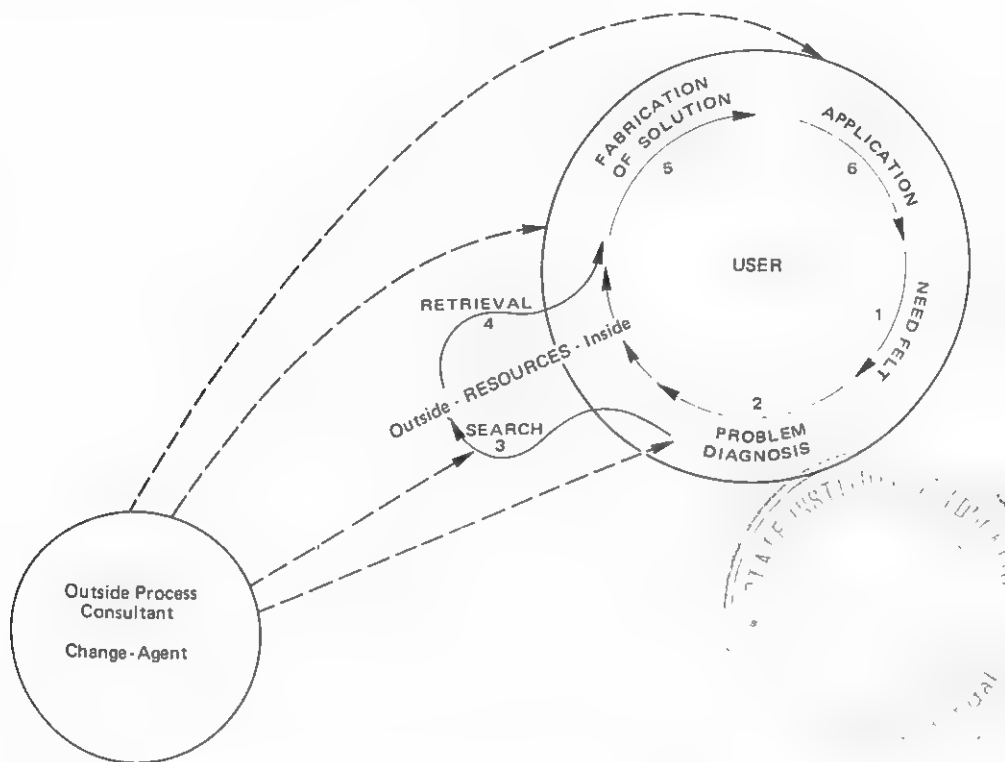 FABRICATION
OF SOLUTION
5
APPLICATION
6
USER
NEED FELT
1
RETRIEVAL
4
Outside - RESOURCES - Inside
SEARCH
3
2
PROBLEM
DIAGNOSIS
Outside Process
Consultant
Change - Agent